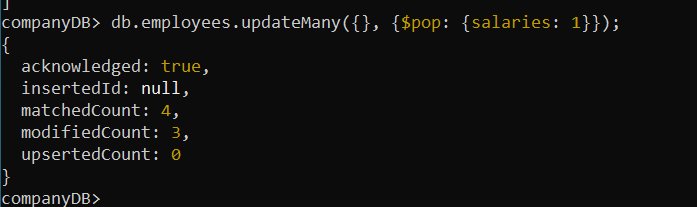 ]
companyDB> db.employees.updateMany({}, {$pop: {salaries: 1}});
{
  acknowledged: true,
  insertedId: null,
  matchedCount: 4,
  modifiedCount: 3,
  upsertedCount: 0
}
companyDB>